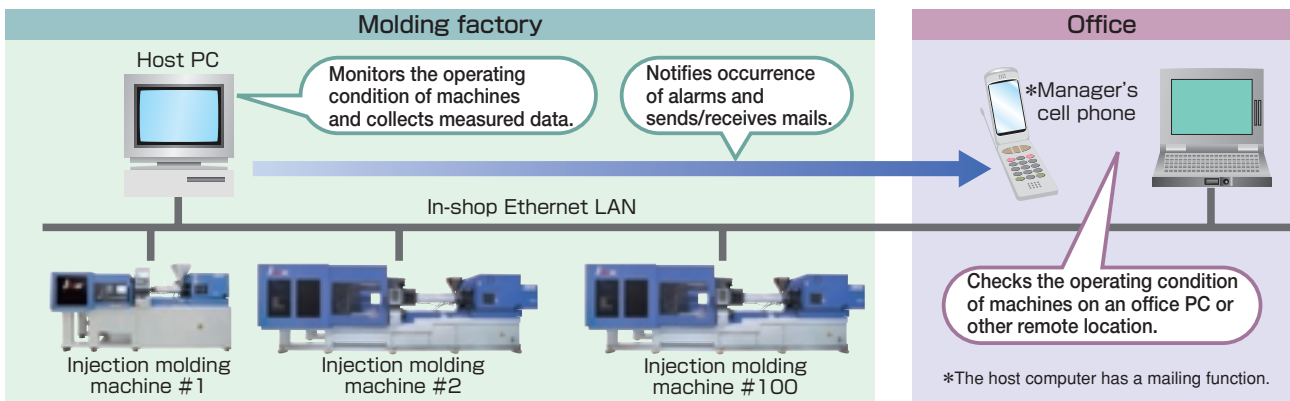 Molding factory
Office
Host PC
Monitors the operating
condition of machines
and collects measured data.
Notifies occurrence
of alarms and
sends/receives mails.
*Manager's
cell phone
In-shop Ethernet LAN
Checks the operating condition
of machines on an office PC or
other remote location.
Injection molding
machine #1
Injection molding
machine #2
Injection molding
machine #100
*The host computer has a mailing function.